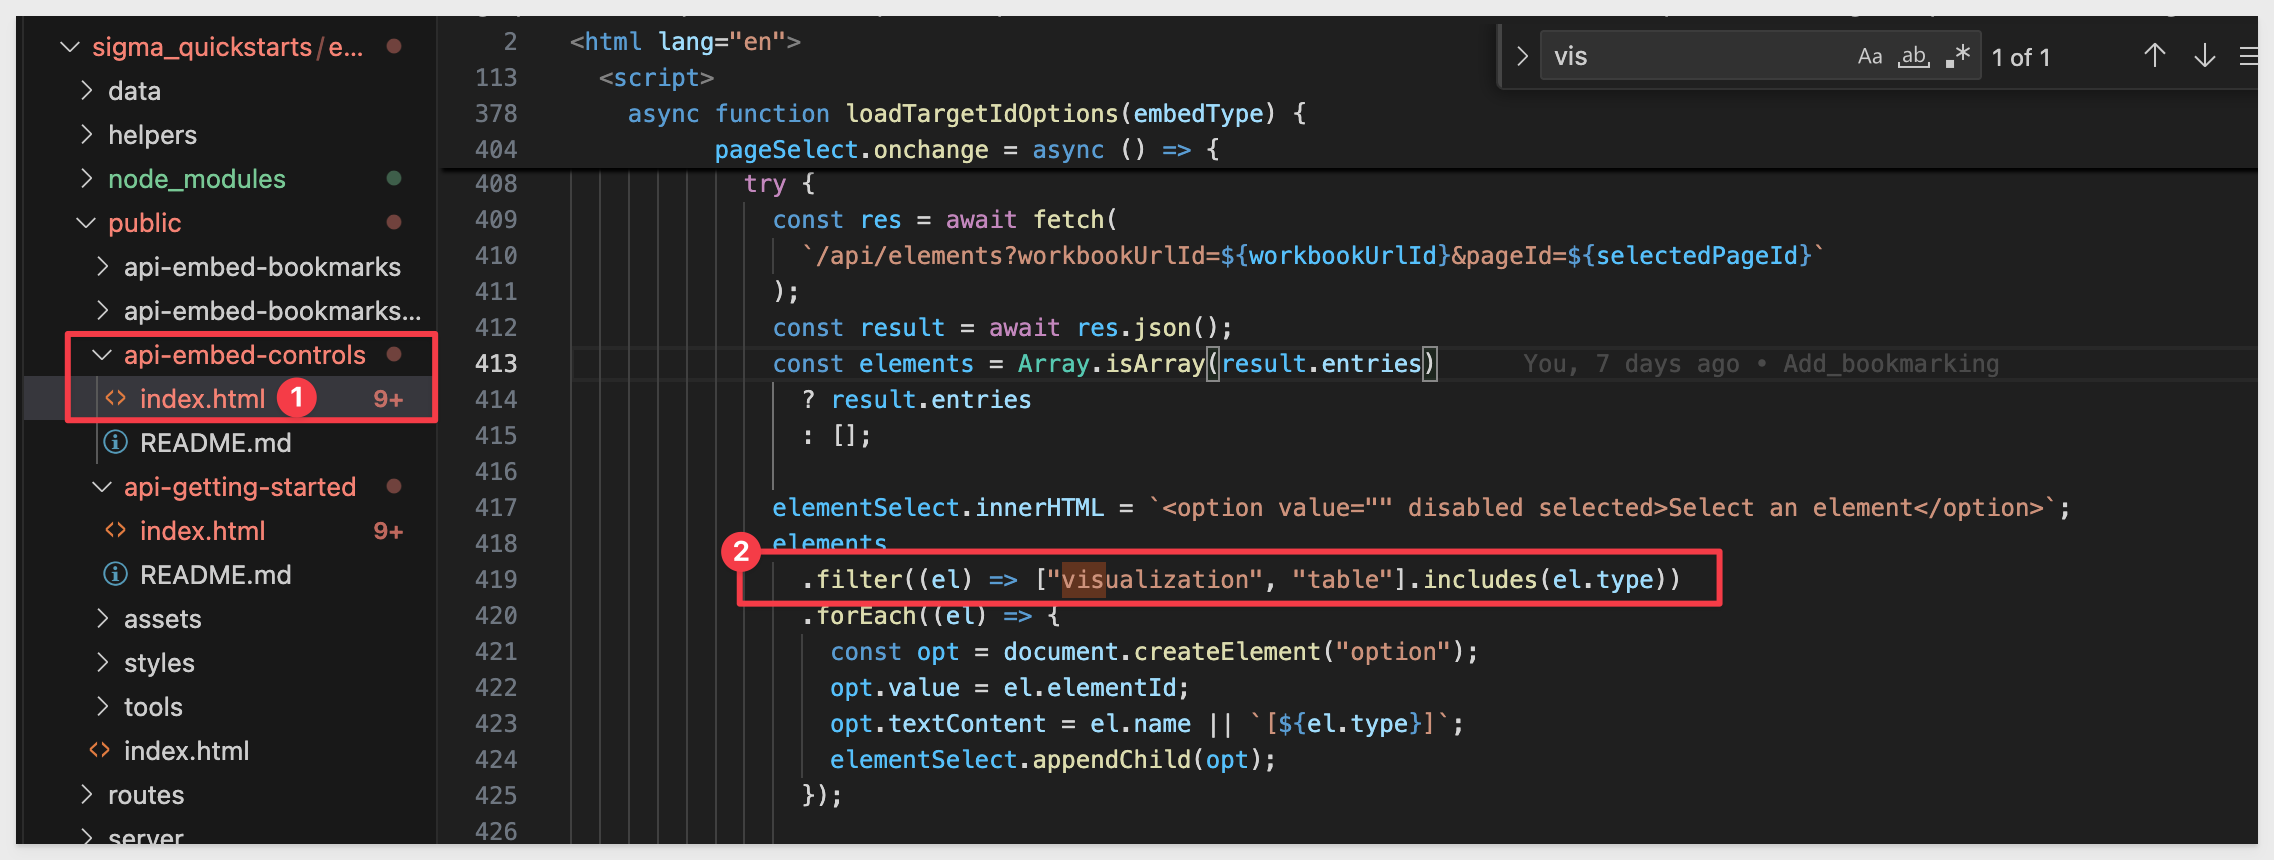 sigma_quickstarts/e...
data
helpers
node_modules
public
api-embed-bookmarks
api-embed-bookmarks...
api-embed-controls
<> index.html 1 9+
README.md
api-getting-started
<> index.html 9+
README.md
assets
styles
tools
<> index.html
routes
server
vis Aa ab .* 1 of 1
2 <html lang="en">
113 <script>
378 async function loadTargetIdOptions(embedType) {
404 pageSelect.onchange = async () => {
408 try {
409 const res = await fetch(
410 `/api/elements?workbookUrlId=${workbookUrlId}&pageId=${selectedPageId}`
411 );
412 const result = await res.json();
413 const elements = Array.isArray(result.entries) You, 7 days ago • Add_bookmarking
414 ? result.entries
415 : [];
416
417 elementSelect.innerHTML = `<option value="" disabled selected>Select an element</option>`;
418 elements
2
419 .filter((el) => ["visualization", "table"].includes(el.type))
420 .forEach((el) => {
421 const opt = document.createElement("option");
422 opt.value = el.elementId;
423 opt.textContent = el.name || `[${el.type}]`;
424 elementSelect.appendChild(opt);
425 });
426